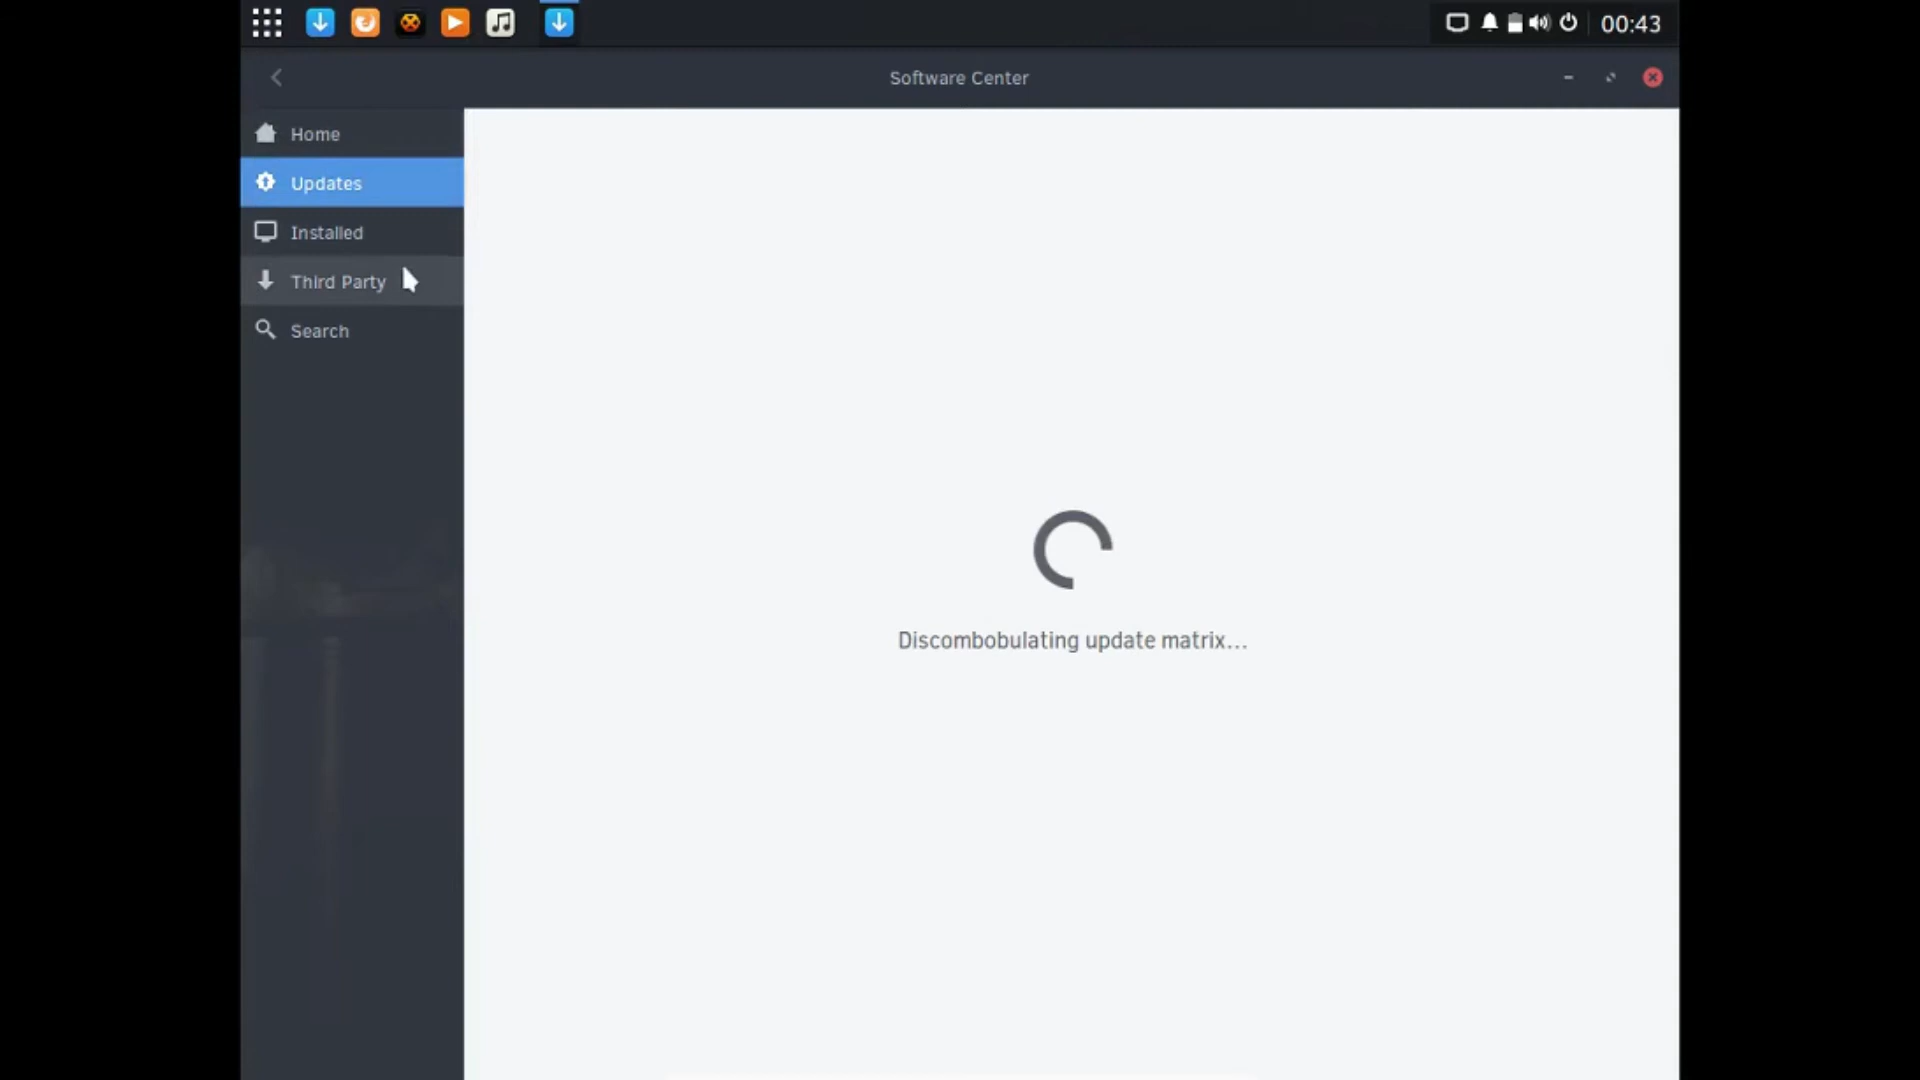 00:43
Software Center
Home
Updates
Installed
Third Party
Search
Discombobulating update matrix...